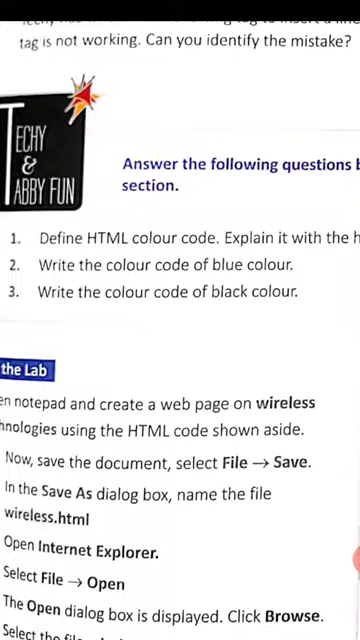 tag is not working. Can you identify the mistake?
TECHY
&
TABBY FUN
Answer the following questions
section.
1. Define HTML colour code. Explain it with the
2. Write the colour code of blue colour.
3. Write the colour code of black colour.
the Lab
notepad and create a web page on wireless
using the HTML code shown aside.
Now, save the document, select File → Save.
In the Save As dialog box, name the file
wireless.html
Open Internet Explorer.
Select File → Open
The Open dialog box is displayed. Click Browse.
Select the